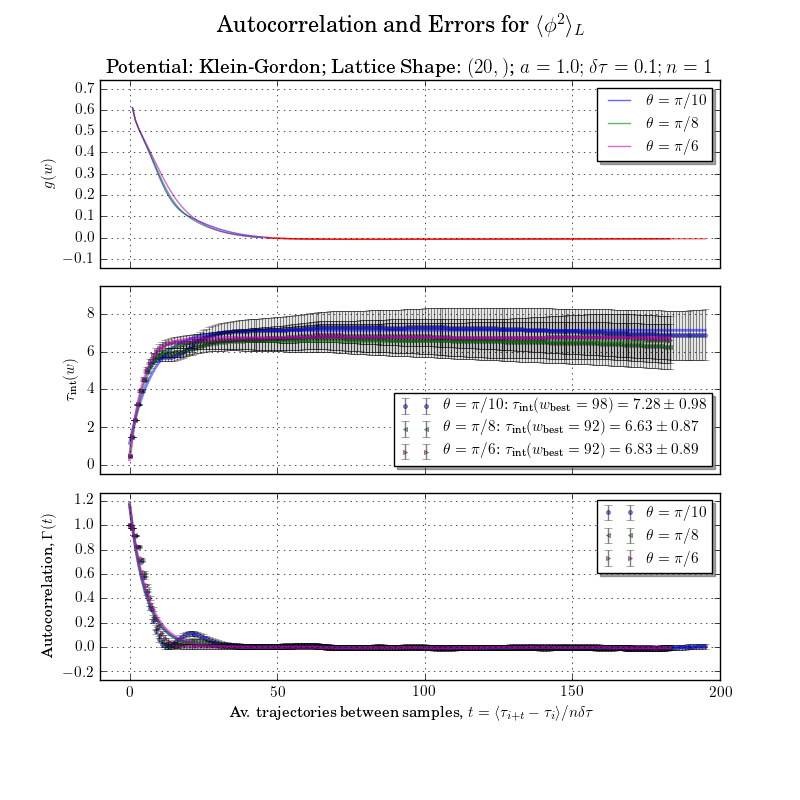 Autocorrelation and Errors for ⟨ϕ²⟩_L
Potential: Klein-Gordon; Lattice Shape: (20, ); a = 1.0; δτ = 0.1; n = 1
g(w)
0.7
0.6
0.5
0.4
0.3
0.2
0.1
0.0
−0.1
θ = π/10
θ = π/8
θ = π/6
τ_int(w)
8
6
4
2
0
θ = π/10: τ_int(w_best = 98) = 7.28 ± 0.98
θ = π/8: τ_int(w_best = 92) = 6.63 ± 0.87
θ = π/6: τ_int(w_best = 92) = 6.83 ± 0.89
Autocorrelation, Γ(t)
1.2
1.0
0.8
0.6
0.4
0.2
0.0
−0.2
θ = π/10
θ = π/8
θ = π/6
0 50 100 150 200
Av. trajectories between samples, t = ⟨τ_{i+t} − τ_i⟩/nδτ